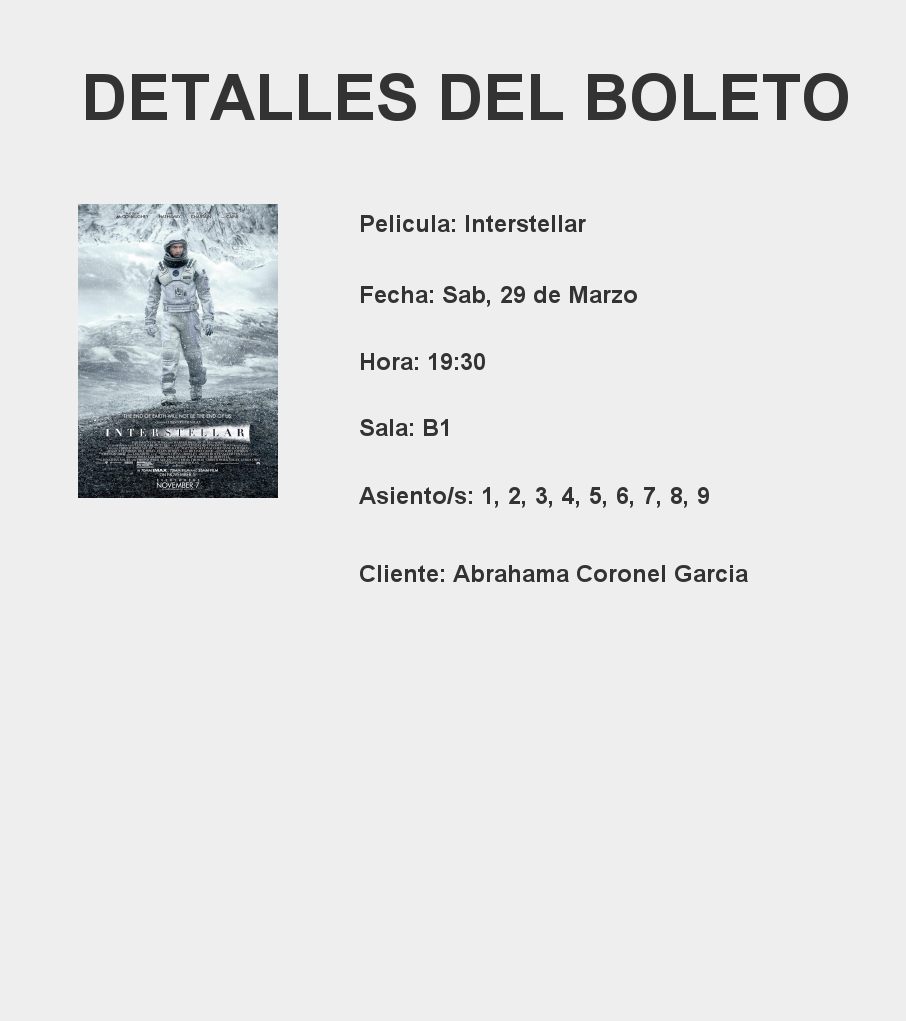 DETALLES DEL BOLETO
Pelicula: Interstellar
Fecha: Sab, 29 de Marzo
Hora: 19:30
Sala: B1
Asiento/s: 1, 2, 3, 4, 5, 6, 7, 8, 9
Cliente: Abrahama Coronel Garcia
THE END OF EARTH WILL NOT BE THE END OF US
INTERSTELLAR
NOVEMBER 7